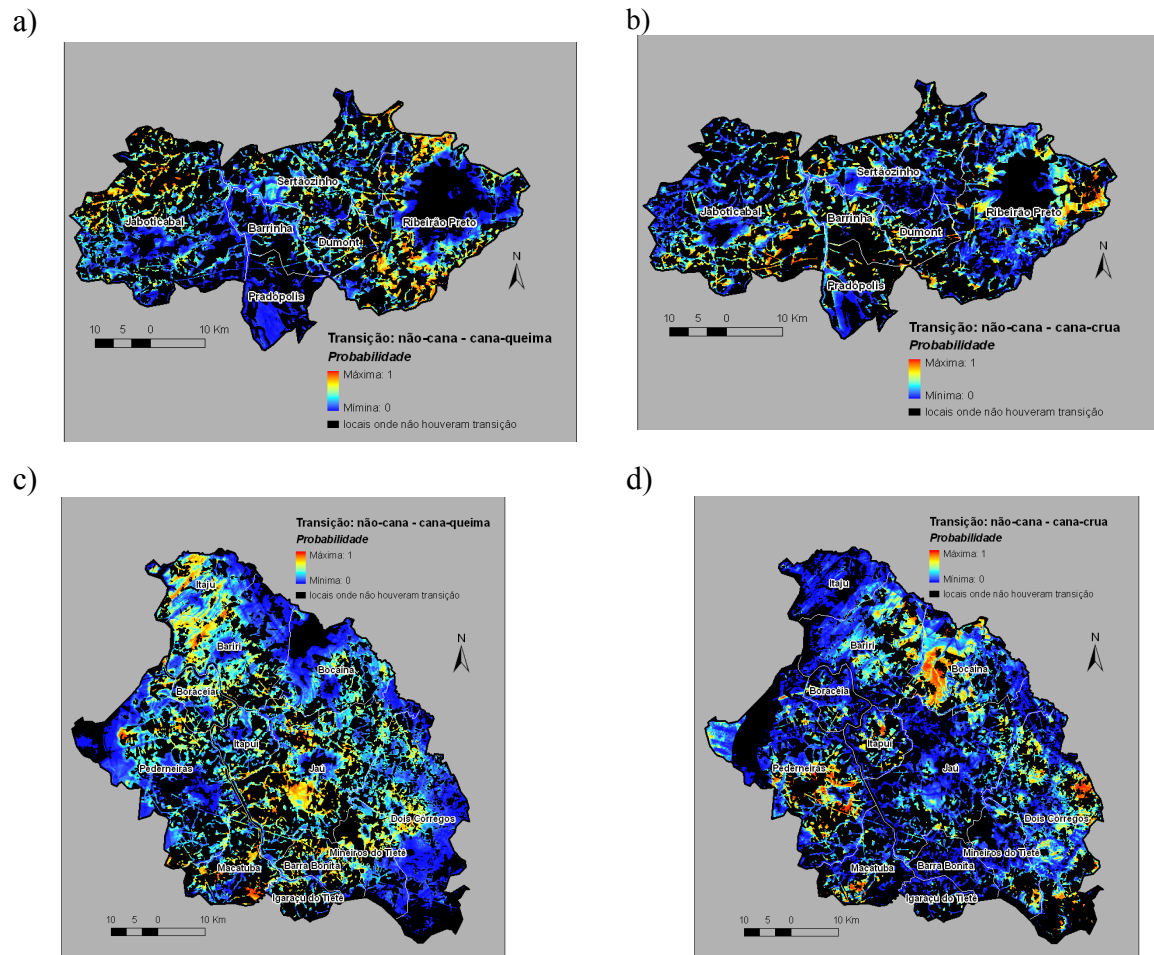 a)
Sertãozinho
Jaboticabal
Ribeirão Preto
Barrinha
Dumont
Pradópolis
N
10 5 0 10 Km
Transição: não-cana - cana-queima
Probabilidade
Máxima: 1
Mímina: 0
locais onde não houveram transição
b)
Sertãozinho
Jaboticabal
Ribeirão Preto
Barrinha
Dumont
Pradópolis
N
10 5 0 10 Km
Transição: não-cana - cana-crua
Probabilidade
Máxima: 1
Mínima: 0
locais onde não houveram transição
c)
Transição: não-cana - cana-queima
Probabilidade
Máxima: 1
Mínima: 0
locais onde não houveram transição
N
Itaju
Bariri
Bocaina
Boracéia
Itapuí
Pederneiras
Jaú
Dois Córregos
Mineiros do Tietê
Macatuba
Barra Bonita
Igaraçu do Tietê
10 5 0 10 Km
d)
Transição: não-cana - cana-crua
Probabilidade
Máxima: 1
Mínima: 0
locais onde não houveram transição
N
Itaju
Bariri
Bocaina
Boracéia
Itapuí
Pederneiras
Jaú
Dois Córregos
Mineiros do Tietê
Macatuba
Barra Bonita
Igaraçu do Tietê
10 5 0 10 Km